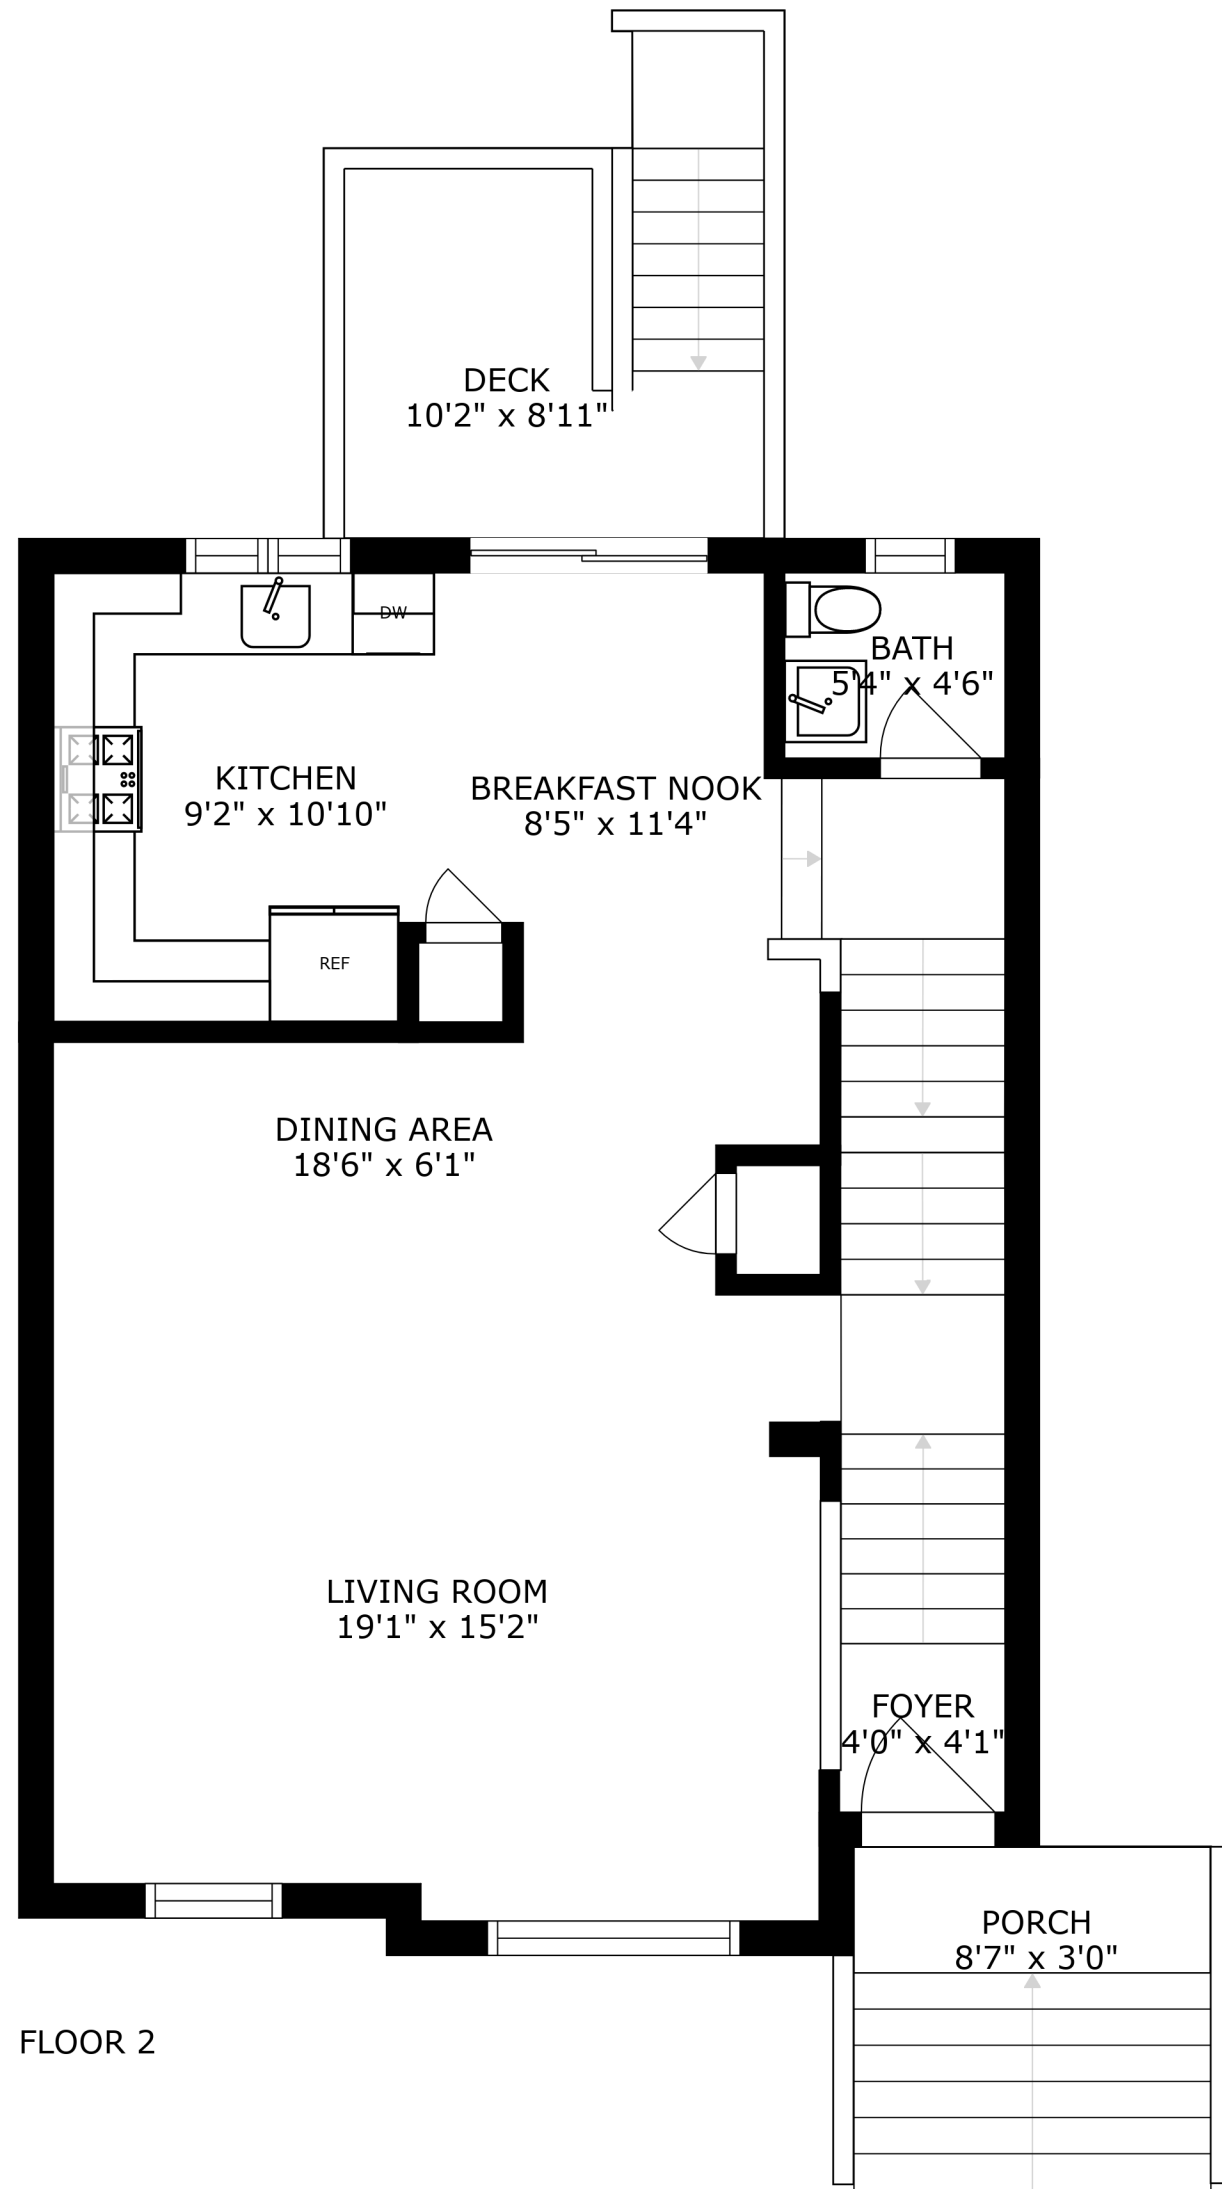 DECK
10'2" x 8'11"
DW
BATH
5'4" x 4'6"
KITCHEN
9'2" x 10'10"
BREAKFAST NOOK
8'5" x 11'4"
REF
DINING AREA
18'6" x 6'1"
LIVING ROOM
19'1" x 15'2"
FOYER
4'0" x 4'1"
PORCH
8'7" x 3'0"
FLOOR 2